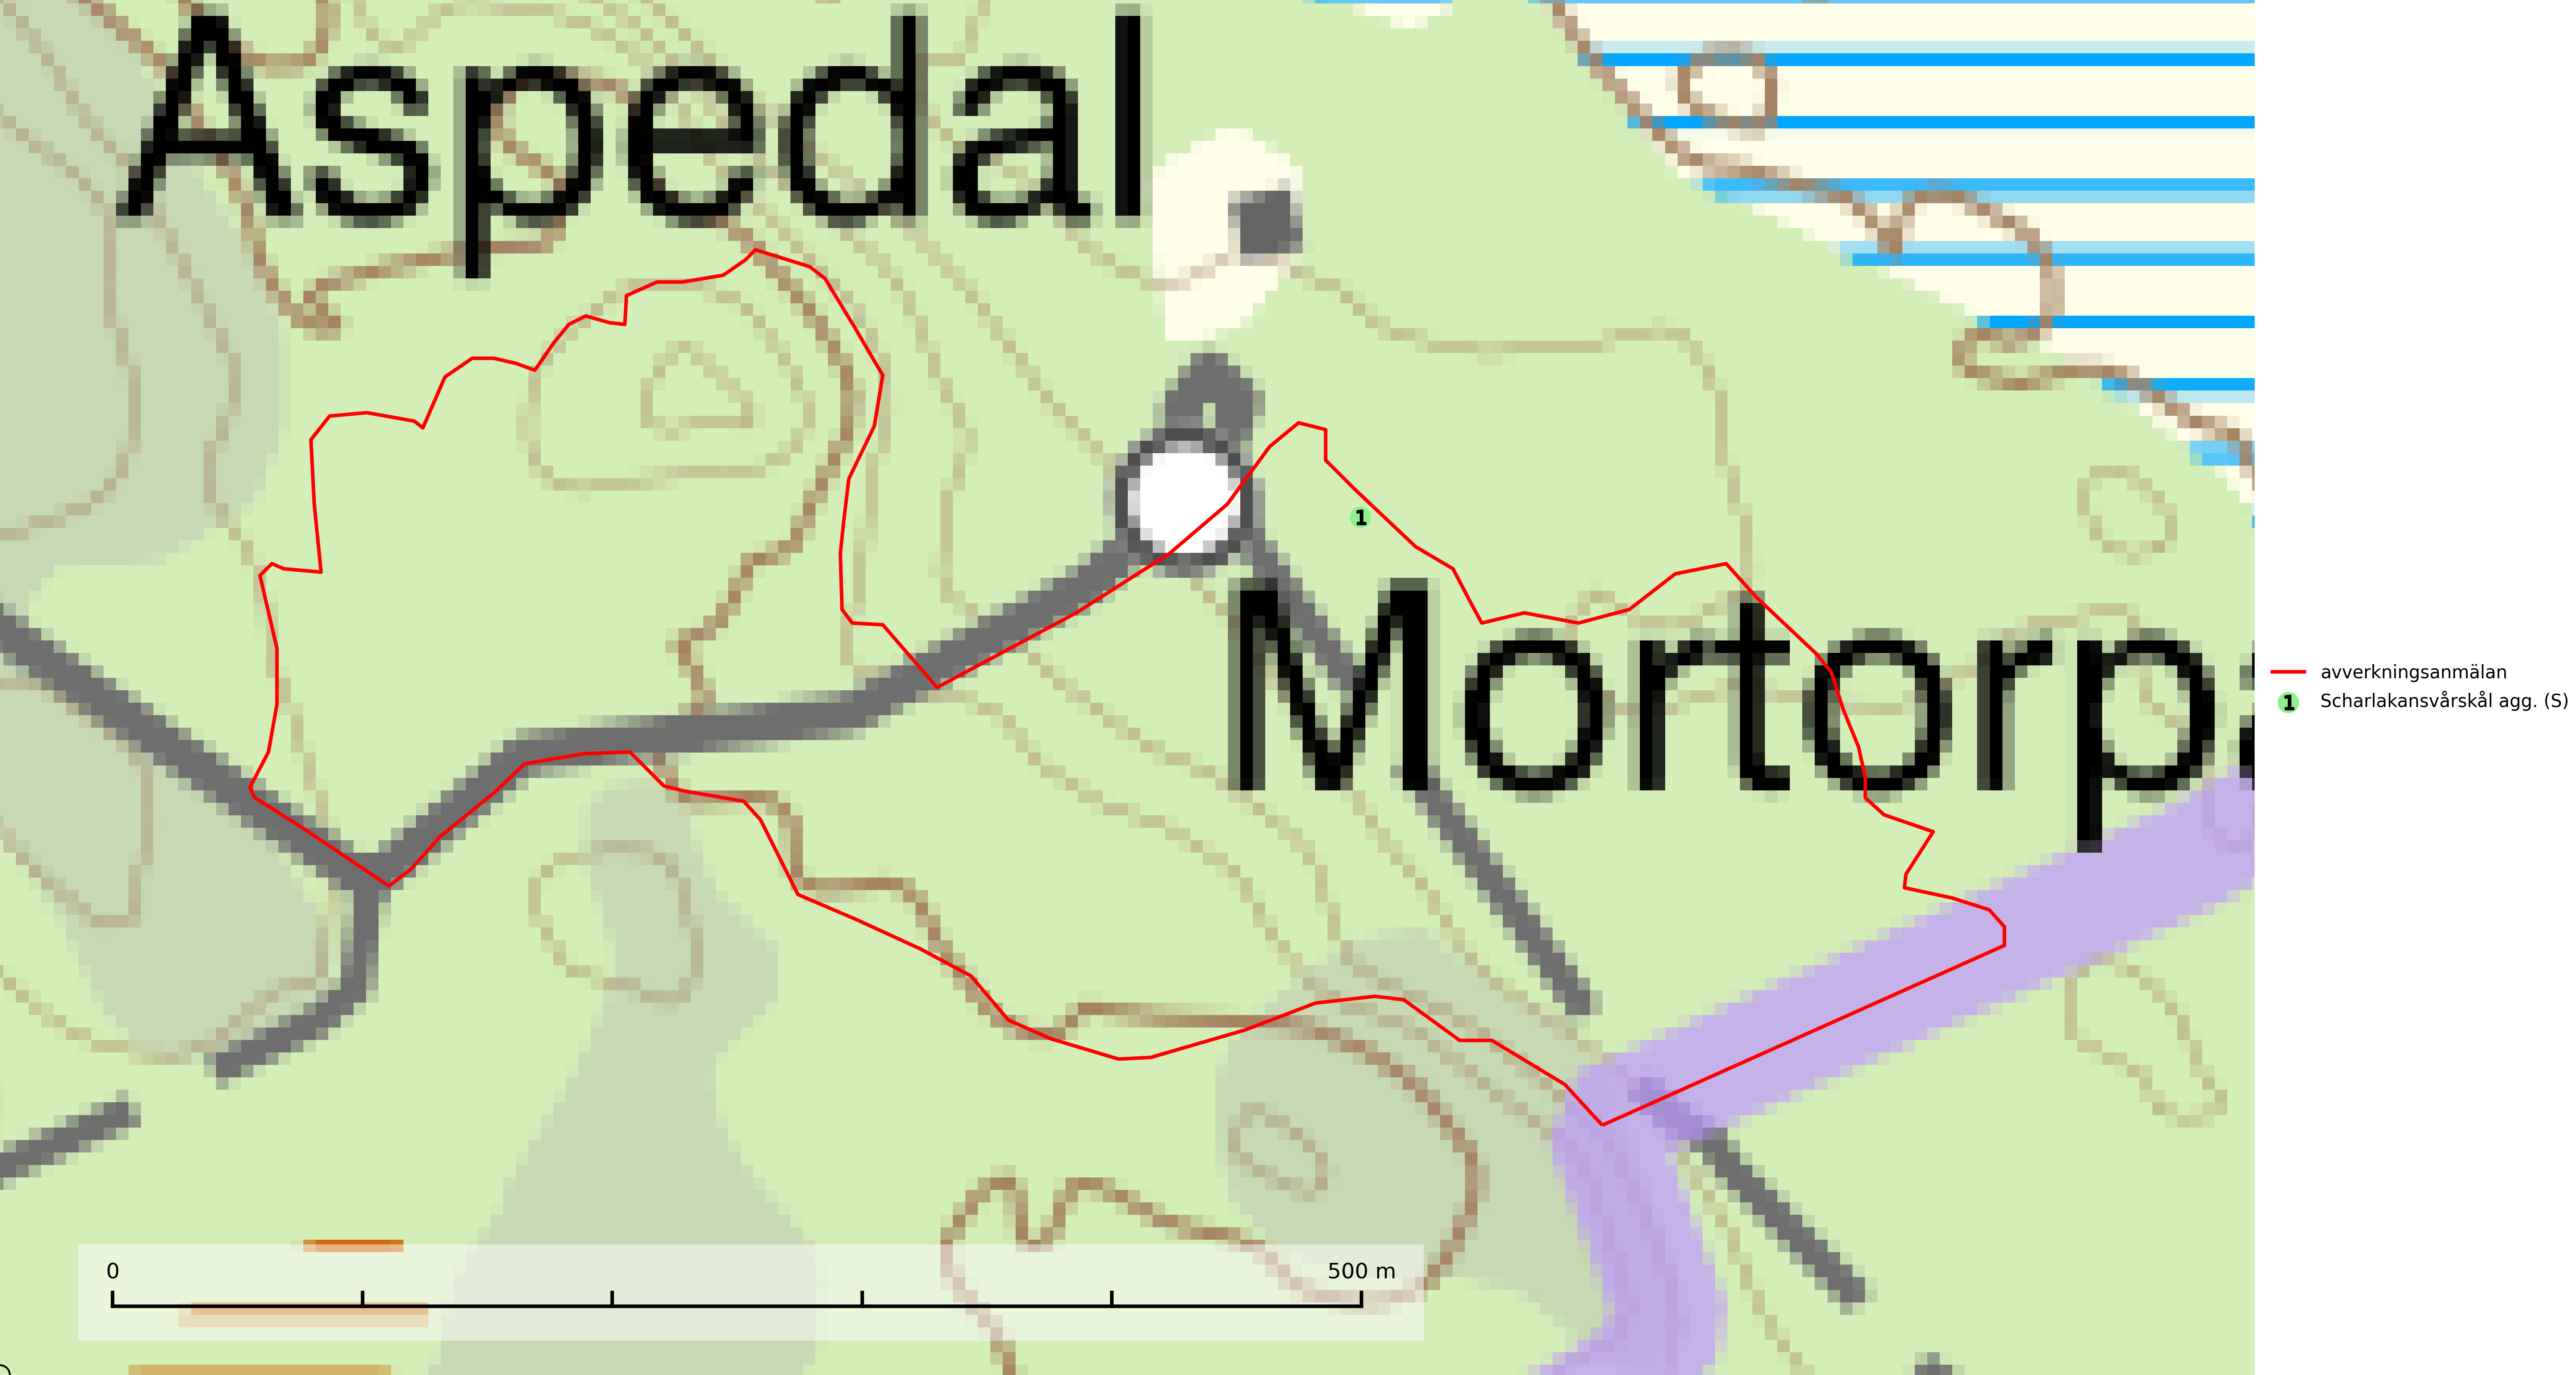 Aspedal
1
Mortorp
avverkningsanmälan
1 Scharlakansvårskål agg. (S)
0 500 m